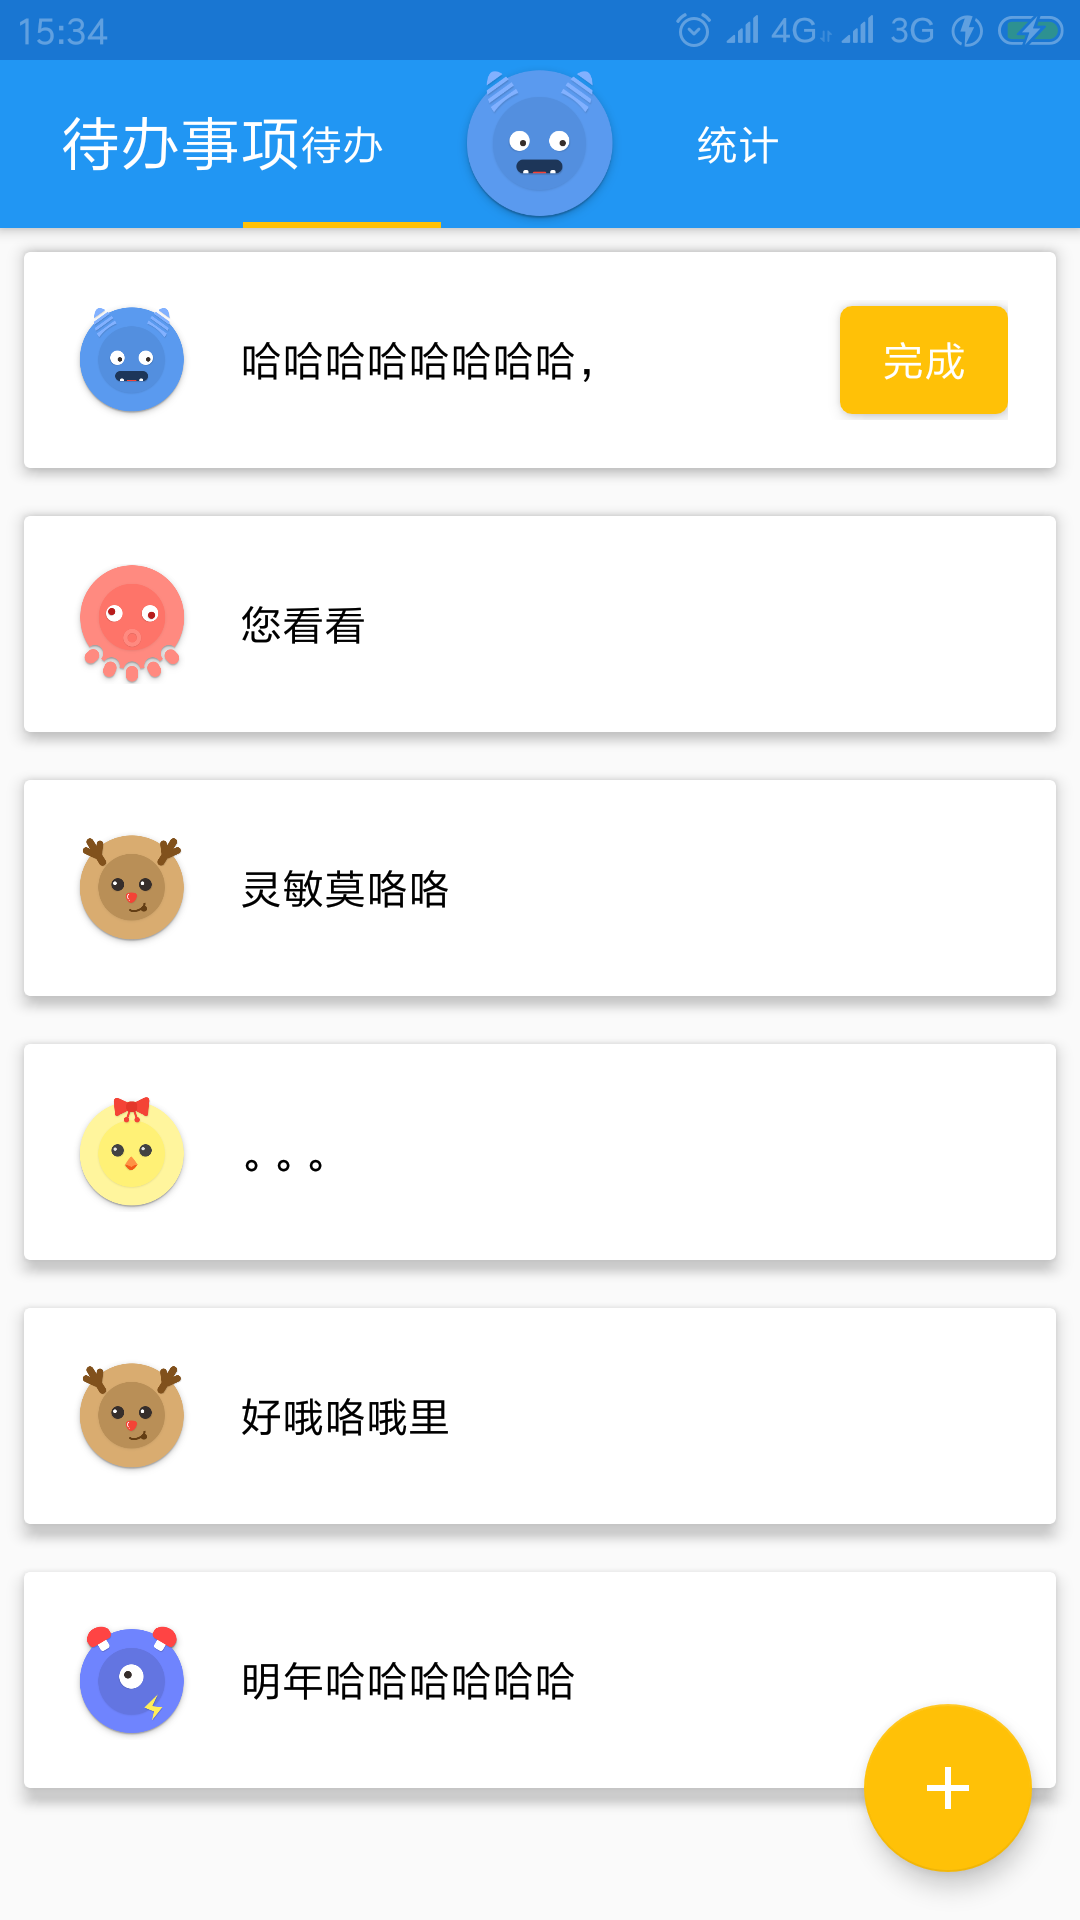 15:34 4G 3G
待办事项 待办 统计
哈哈哈哈哈哈哈哈， 完成
您看看
灵敏莫咯咯
。。。
好哦咯哦里
明年哈哈哈哈哈哈